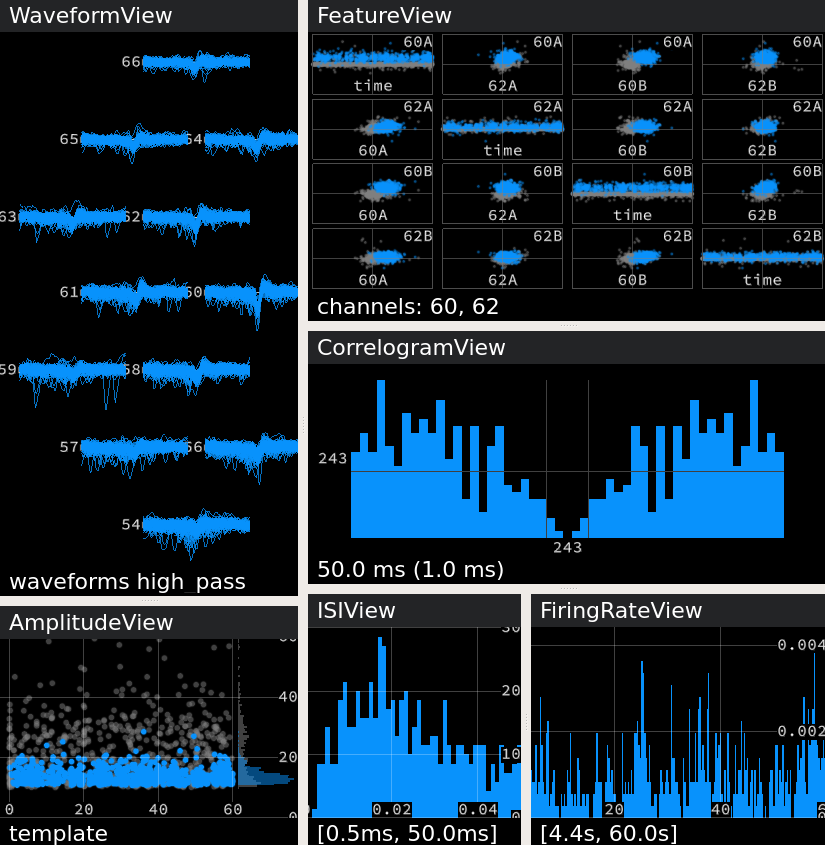 WaveformView
66
65 64
63 62
61 60
59 58
57 56
54
waveforms high_pass
FeatureView
60A 60A 60A 60A
time 62A 60B 62B
62A 62A 62A 62A
60A time 60B 62B
60B 60B 60B 60B
60A 62A time 62B
62B 62B 62B 62B
60A 62A 60B time
channels: 60, 62
CorrelogramView
243
243
50.0 ms (1.0 ms)
AmplitudeView
40
20
0 20 40 60
template
ISIView
30
20
10
0.02 0.04
[0.5ms, 50.0ms]
FiringRateView
0.004
0.002
20 40
[4.4s, 60.0s]